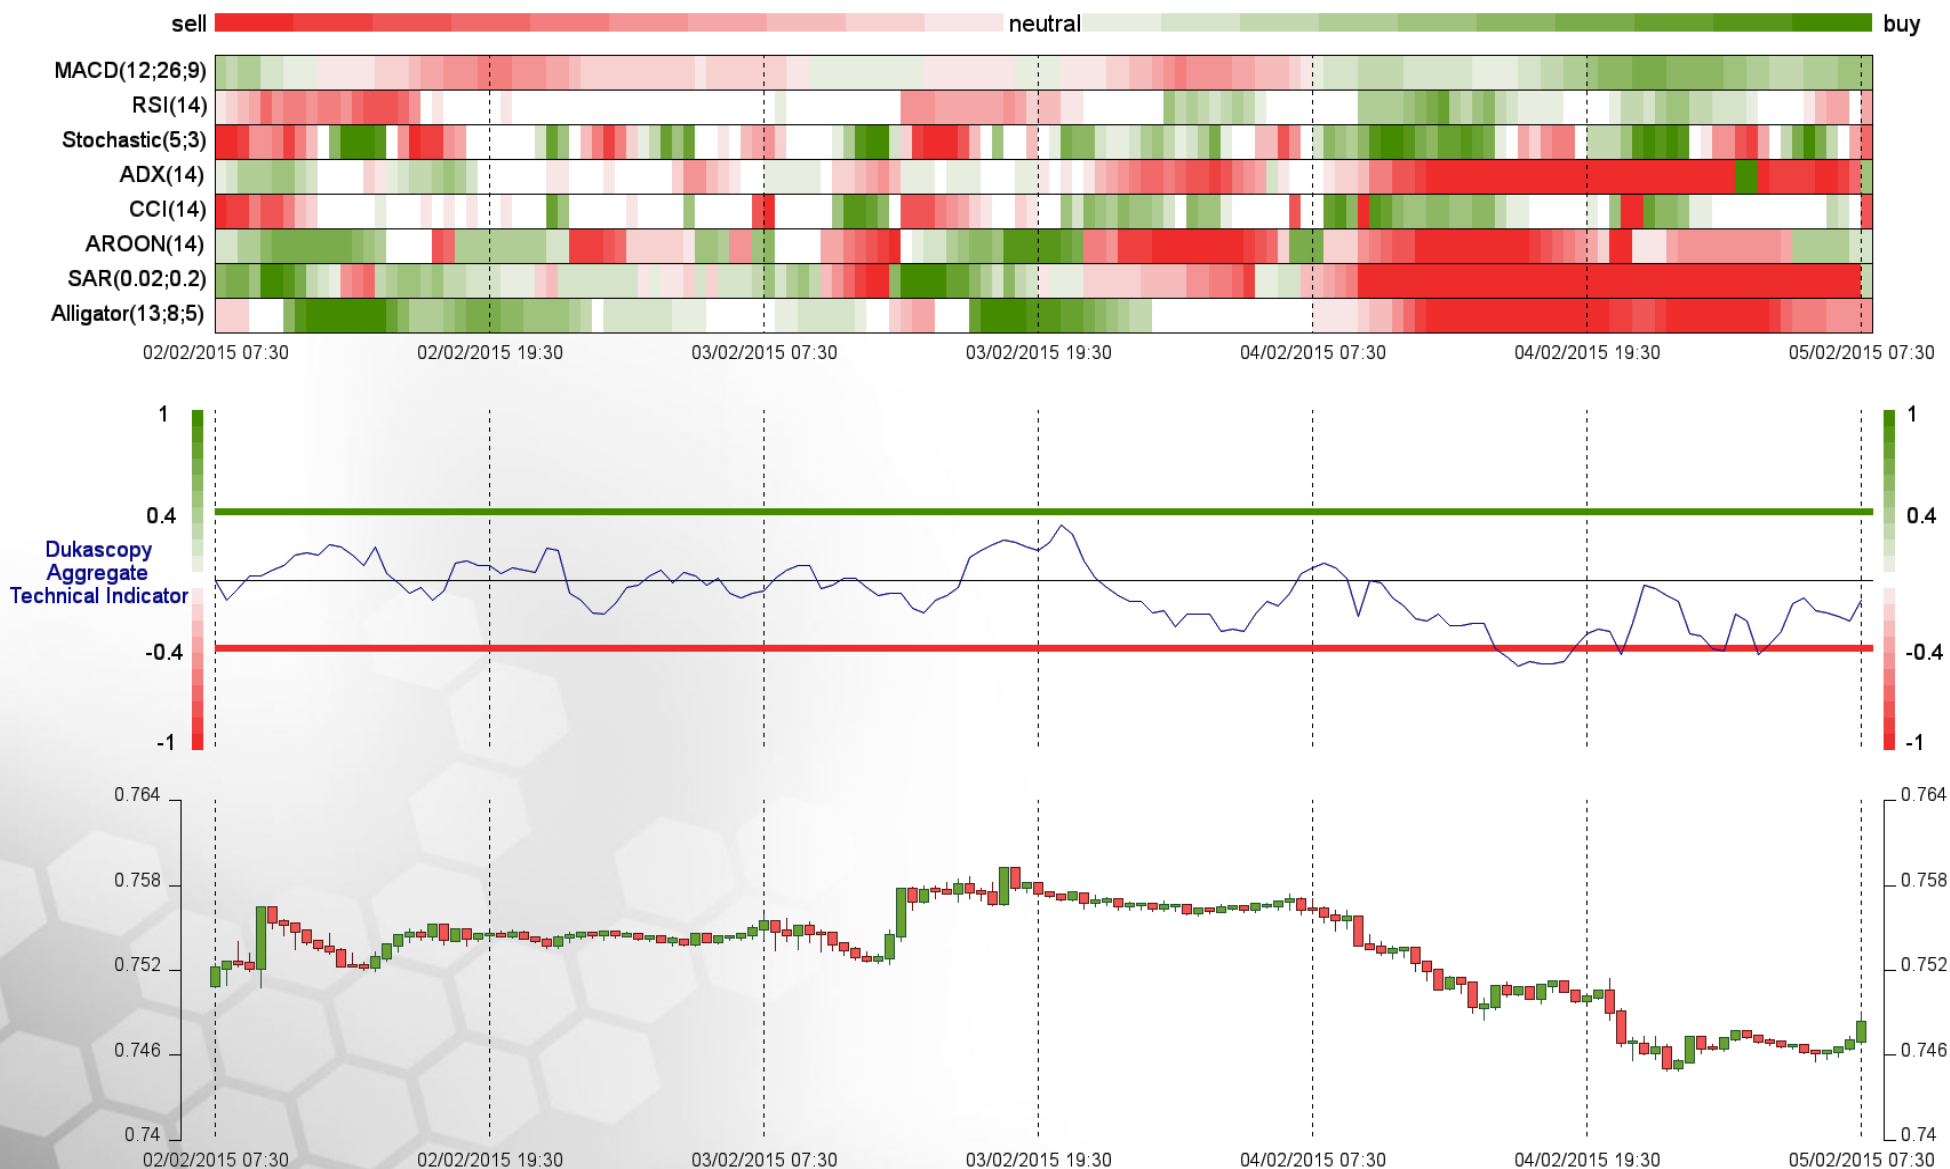 sell neutral buy
MACD(12;26;9)
RSI(14)
Stochastic(5;3)
ADX(14)
CCI(14)
AROON(14)
SAR(0.02;0.2)
Alligator(13;8;5)
02/02/2015 07:30 02/02/2015 19:30 03/02/2015 07:30 03/02/2015 19:30 04/02/2015 07:30 04/02/2015 19:30 05/02/2015 07:30
1 1
0.4 0.4
Dukascopy
Aggregate
Technical Indicator
-0.4 -0.4
-1 -1
0.764 0.764
0.758 0.758
0.752 0.752
0.746 0.746
0.74 0.74
02/02/2015 07:30 02/02/2015 19:30 03/02/2015 07:30 03/02/2015 19:30 04/02/2015 07:30 04/02/2015 19:30 05/02/2015 07:30